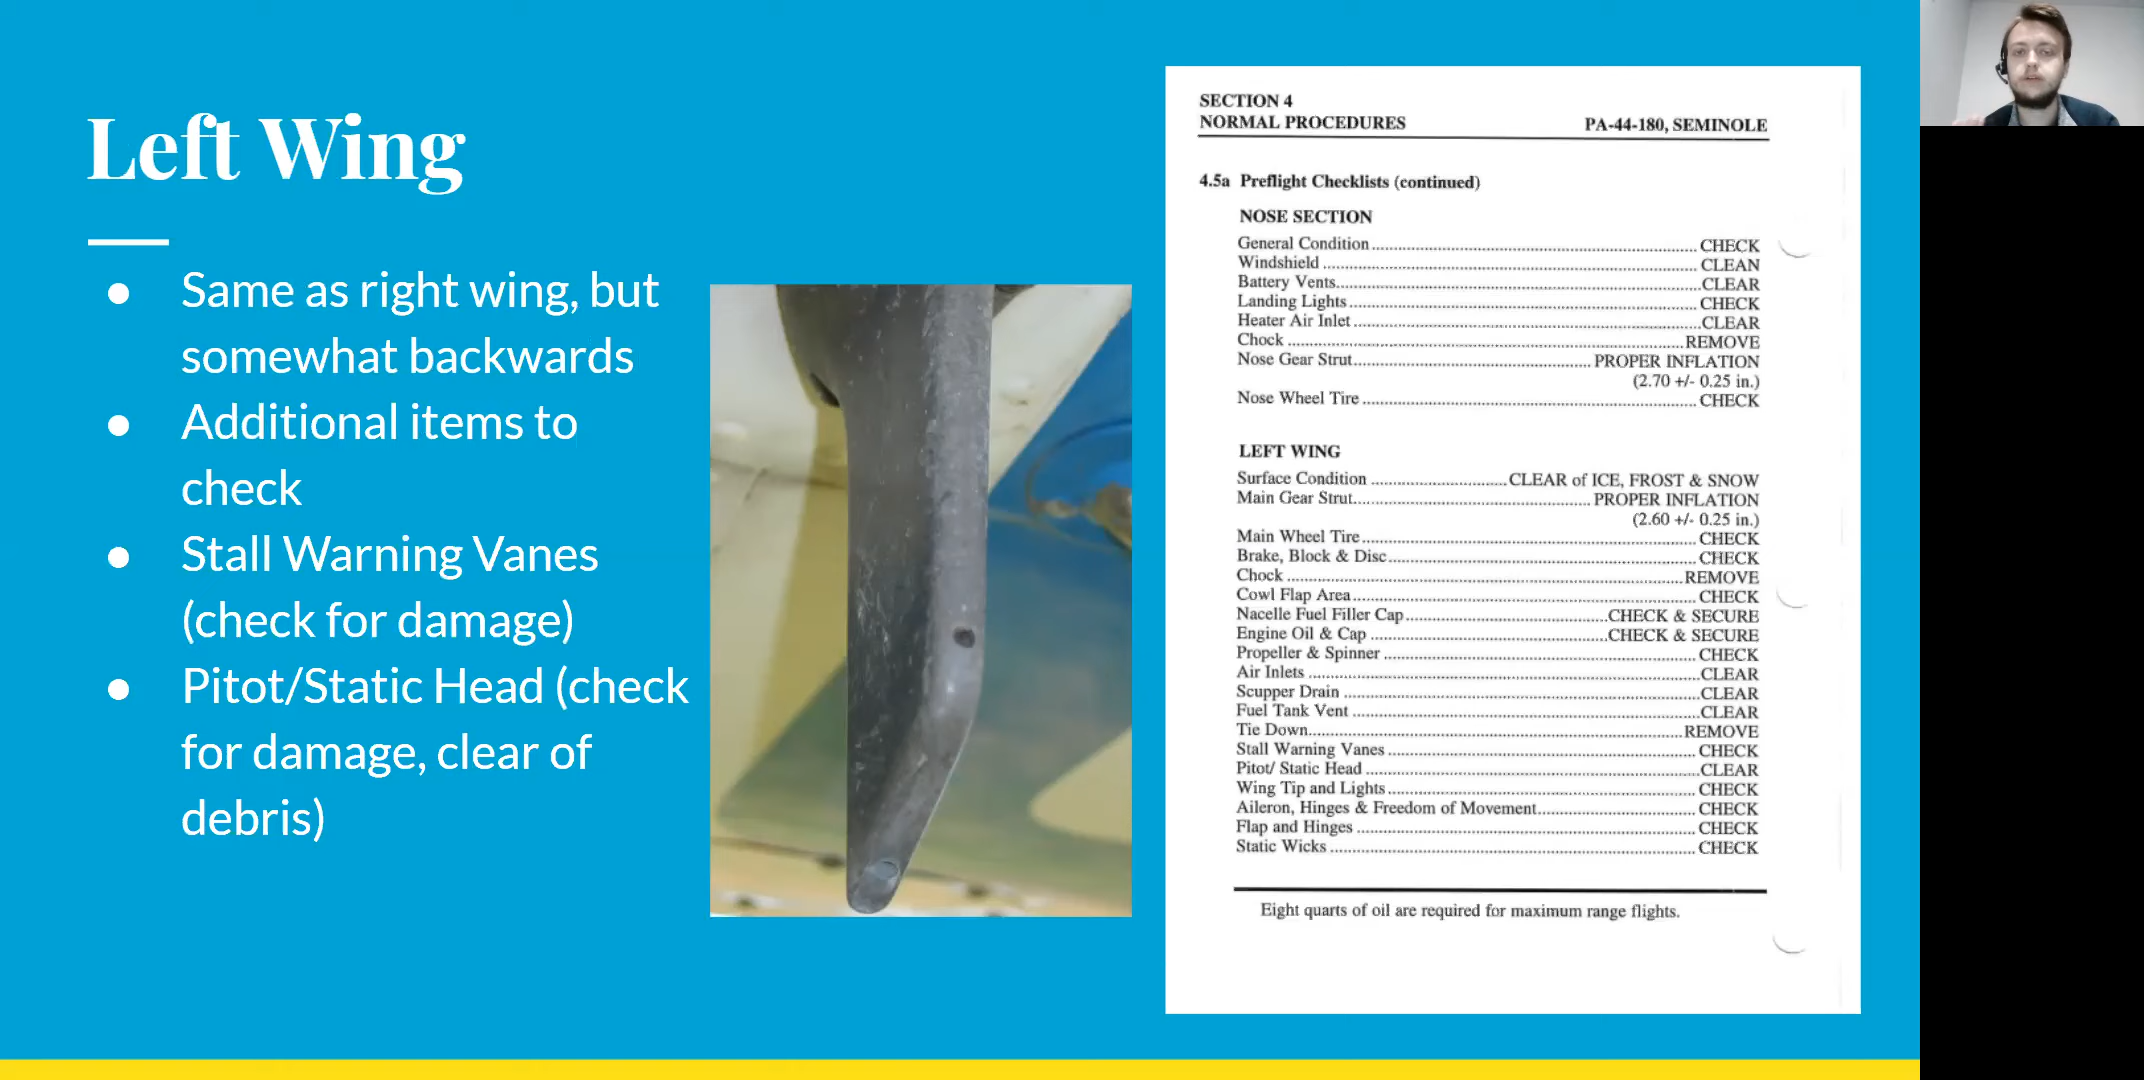 Left Wing
● Same as right wing, but
somewhat backwards
● Additional items to
check
● Stall Warning Vanes
(check for damage)
● Pitot/Static Head (check
for damage, clear of
debris)
SECTION 4
NORMAL PROCEDURES PA-44-180, SEMINOLE
4.5a Preflight Checklists (continued)
NOSE SECTION
General Condition ........ CHECK
Windshield ........ CLEAN
Battery Vents ........ CLEAR
Landing Lights ........ CHECK
Heater Air Inlet ........ CLEAR
Chock ........ REMOVE
Nose Gear Strut ........ PROPER INFLATION
(2.70 +/- 0.25 in.)
Nose Wheel Tire ........ CHECK
LEFT WING
Surface Condition ........ CLEAR of ICE, FROST & SNOW
Main Gear Strut ........ PROPER INFLATION
(2.60 +/- 0.25 in.)
Main Wheel Tire ........ CHECK
Brake, Block & Disc ........ CHECK
Chock ........ REMOVE
Cowl Flap Area ........ CHECK
Nacelle Fuel Filler Cap ........ CHECK & SECURE
Engine Oil & Cap ........ CHECK & SECURE
Propeller & Spinner ........ CHECK
Air Inlets ........ CLEAR
Scupper Drain ........ CLEAR
Fuel Tank Vent ........ CLEAR
Tie Down ........ REMOVE
Stall Warning Vanes ........ CHECK
Pitot/ Static Head ........ CLEAR
Wing Tip and Lights ........ CHECK
Aileron, Hinges & Freedom of Movement ........ CHECK
Flap and Hinges ........ CHECK
Static Wicks ........ CHECK
Eight quarts of oil are required for maximum range flights.